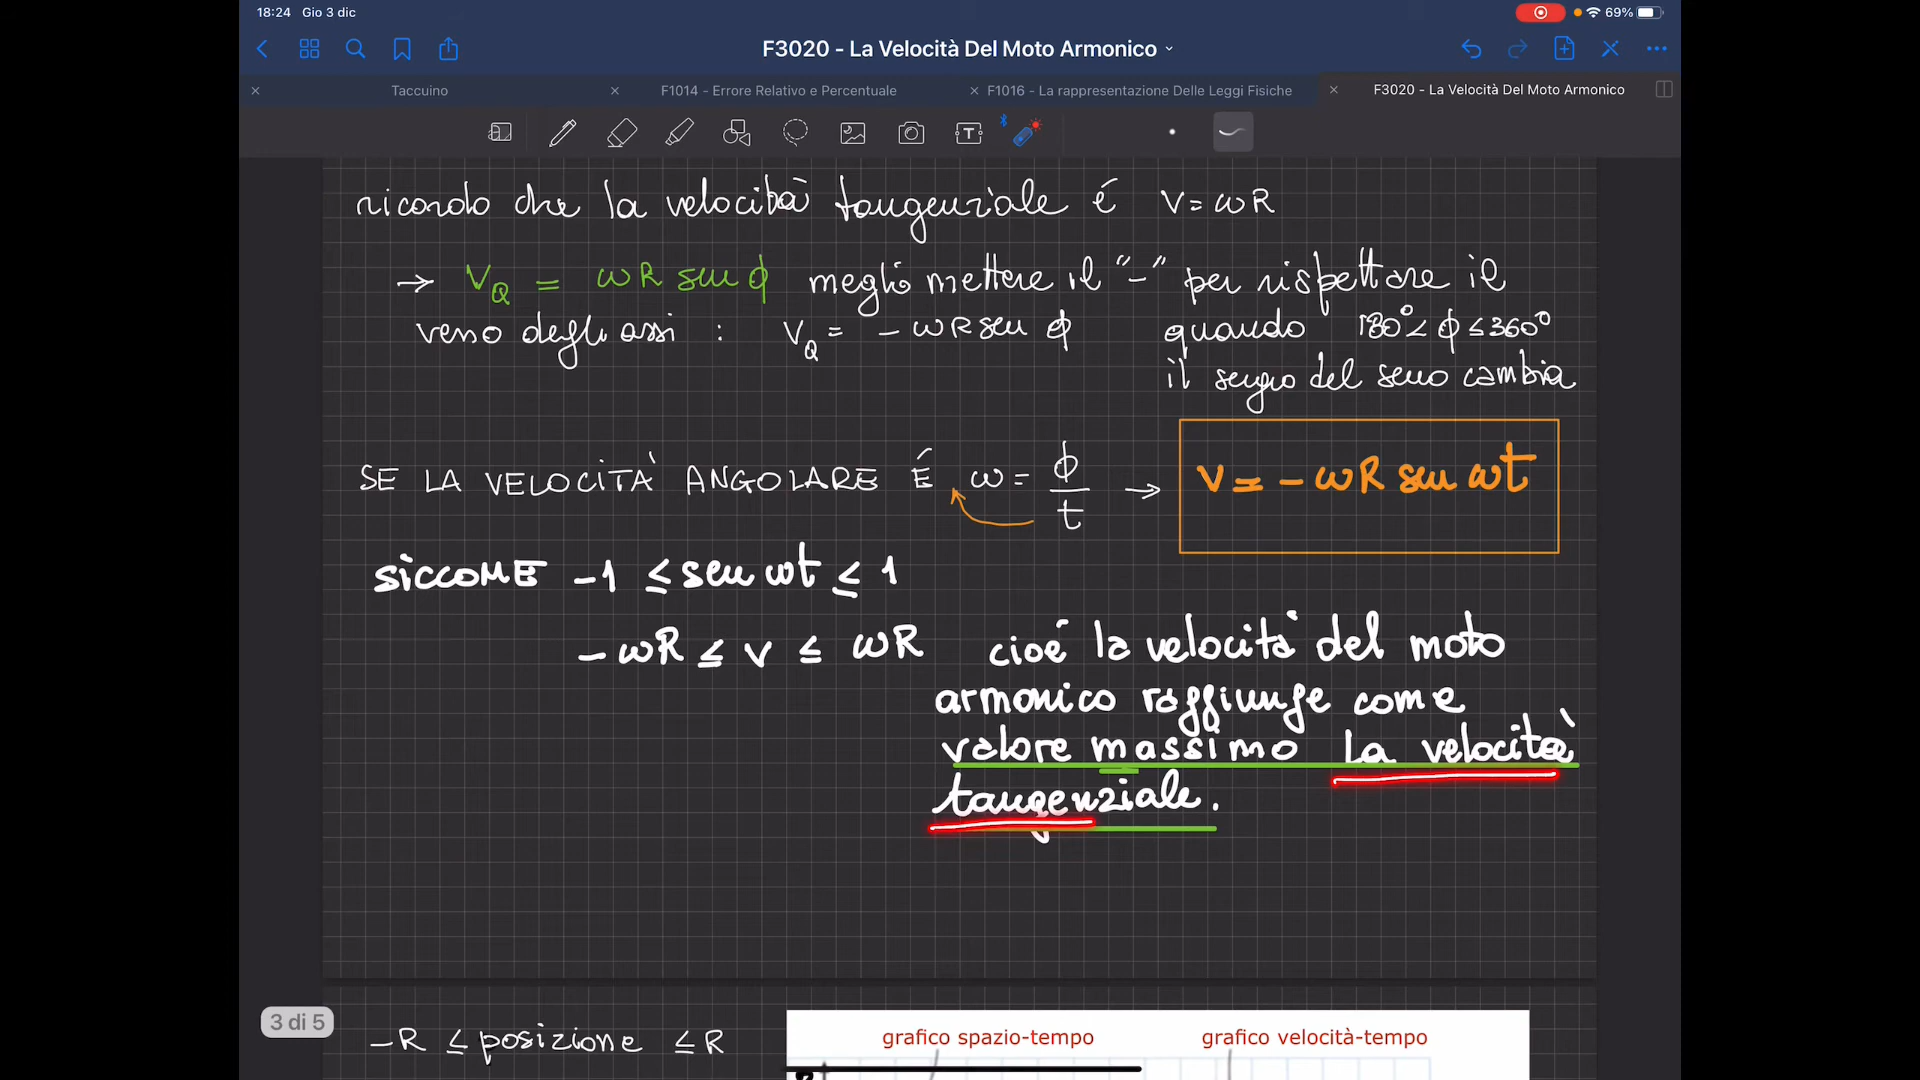 18:24 Gio 3 dic 69%
F3020 - La Velocità Del Moto Armonico
Taccuino F1014 - Errore Relativo e Percentuale F1016 - La rappresentazione Delle Leggi Fisiche F3020 - La Velocità Del Moto Armonico
ricordo che la velocità tangenziale é V = ωR
→ VQ = ωR sen ϕ meglio mettere il "-" per rispettare il
verso degli assi : VQ = - ωR sen ϕ quando 180° < ϕ ≤ 360°
il segno del seno cambia
SE LA VELOCITÀ ANGOLARE É ω = ϕ/t → V = - ωR sen ωt
SICCOME -1 ≤ sen ωt ≤ 1
-ωR ≤ v ≤ ωR cioé la velocità del moto
armonico raggiunge come
valore massimo la velocità
tangenziale.
3 di 5
-R ≤ posizione ≤ R
grafico spazio-tempo grafico velocità-tempo